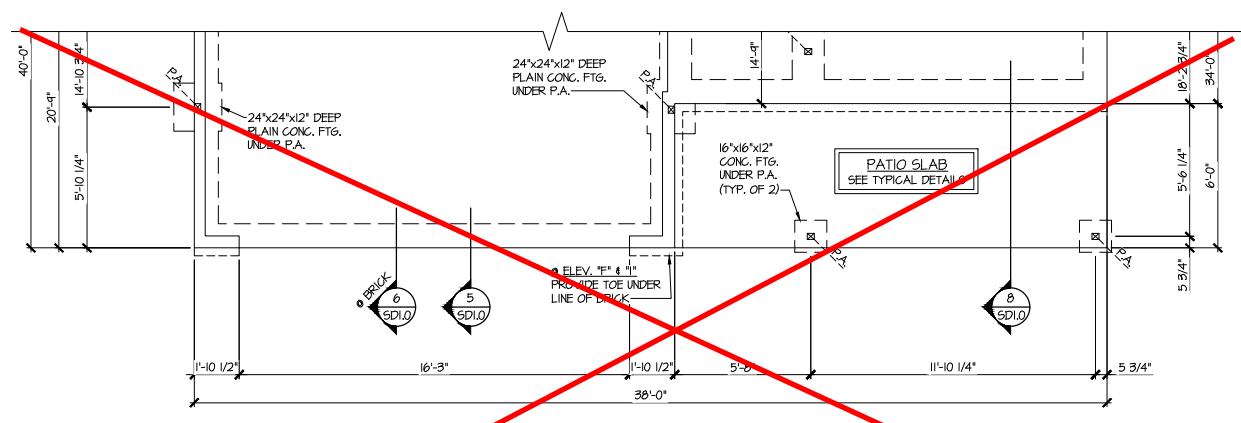 40'-0"
20'-9"
14'-10 3/4"
5'-10 1/4"
P.A.
24"x24"x12" DEEP
PLAIN CONC. FTG.
UNDER P.A.
24"x24"x12" DEEP
PLAIN CONC. FTG.
UNDER P.A.
P.A.
14'-9"
16"x16"x12"
CONC. FTG.
UNDER P.A.
(TYP. OF 2)
PATIO SLAB
SEE TYPICAL DETAILS
18'-2 3/4"
34'-0"
5'-6 1/4"
6'-0"
5 3/4"
P.A.
P.A.
@ ELEV. "F" & "I"
PROVIDE TOE UNDER
LINE OF BRICK
@ BRICK
6
SD1.0
5
SD1.0
8
SD1.0
1'-10 1/2"
16'-3"
1'-10 1/2"
5'-8"
11'-10 1/4"
5 3/4"
38'-0"